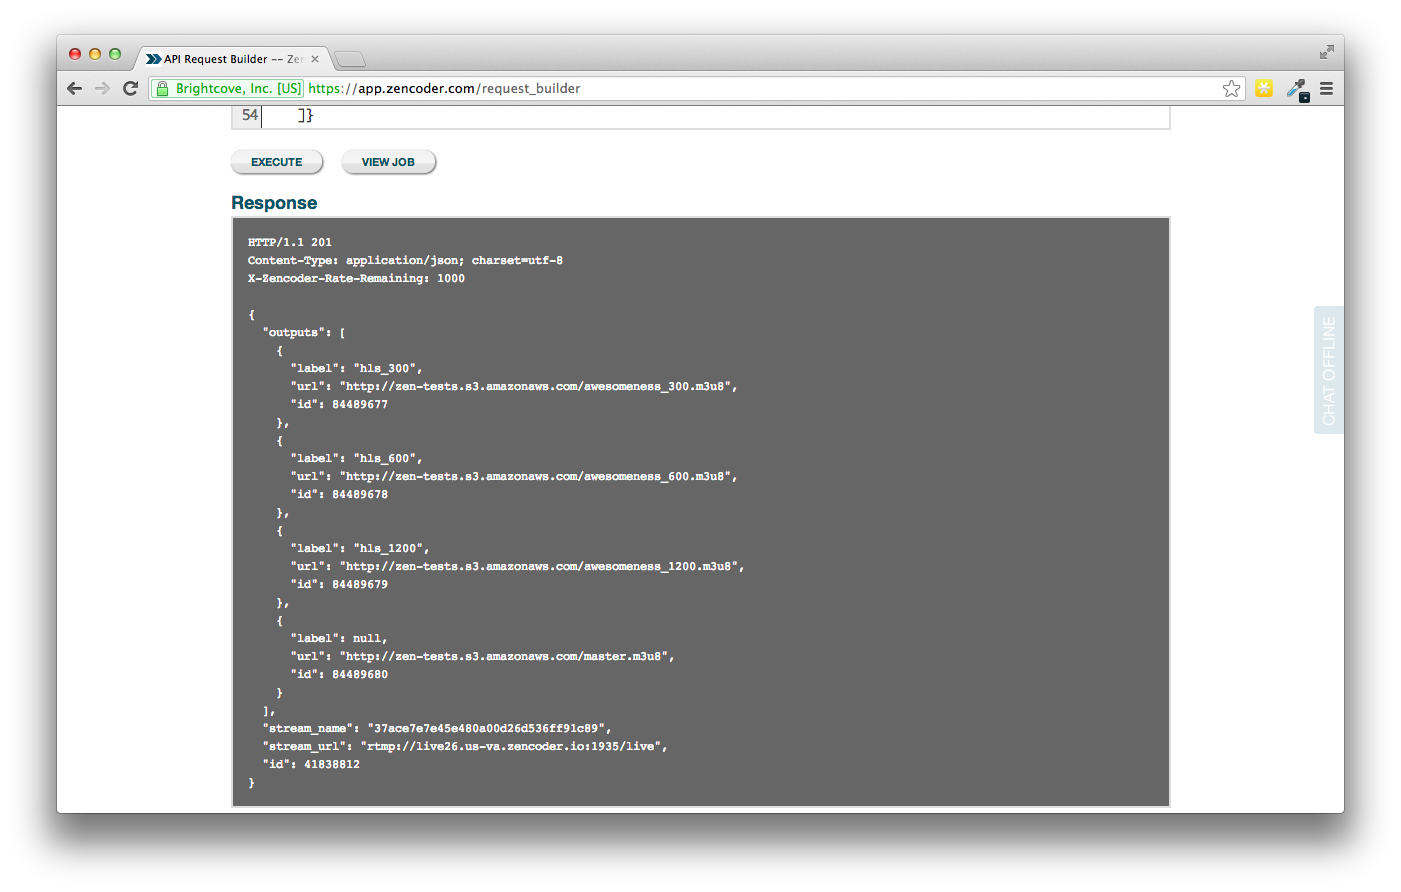 API Request Builder -- Zen
Brightcove, Inc. [US] https://app.zencoder.com/request_builder
54 ]}
EXECUTE VIEW JOB
Response
HTTP/1.1 201
Content-Type: application/json; charset=utf-8
X-Zencoder-Rate-Remaining: 1000
{
"outputs": [
{
"label": "hls_300",
"url": "http://zen-tests.s3.amazonaws.com/awesomeness_300.m3u8",
"id": 84489677
},
{
"label": "hls_600",
"url": "http://zen-tests.s3.amazonaws.com/awesomeness_600.m3u8",
"id": 84489678
},
{
"label": "hls_1200",
"url": "http://zen-tests.s3.amazonaws.com/awesomeness_1200.m3u8",
"id": 84489679
},
{
"label": null,
"url": "http://zen-tests.s3.amazonaws.com/master.m3u8",
"id": 84489680
}
],
"stream_name": "37ace7e7e45e480a00d26d536ff91c89",
"stream_url": "rtmp://live26.us-va.zencoder.io:1935/live",
"id": 41838812
}
CHAT OFFLINE